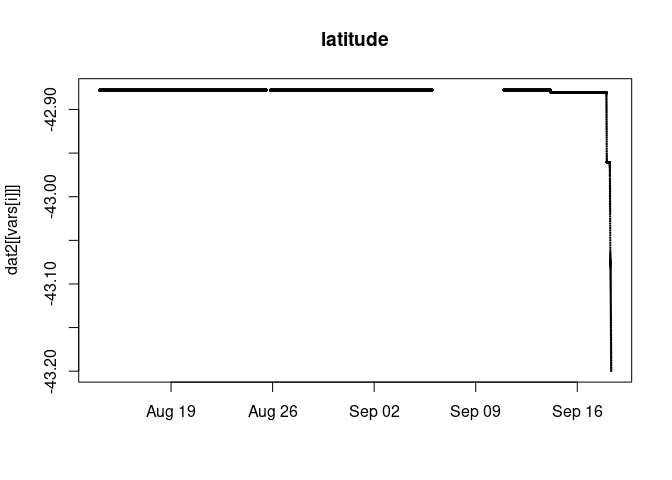 latitude
dat2[[vars[i]]]
-42.90
-43.00
-43.10
-43.20
Aug 19 Aug 26 Sep 02 Sep 09 Sep 16